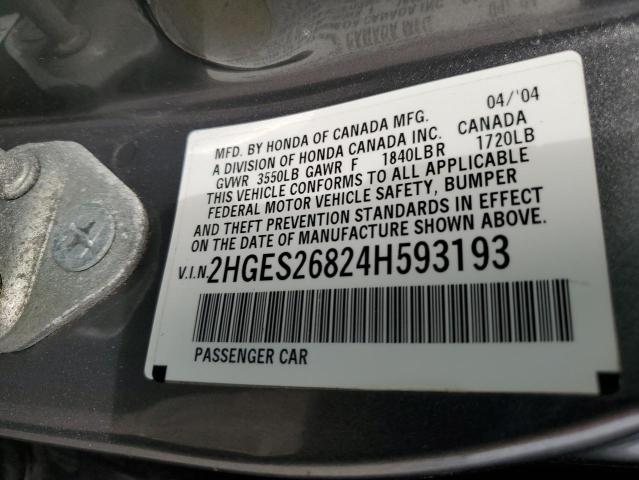 04/'04
MFD. BY HONDA OF CANADA MFG.
A DIVISION OF HONDA CANADA INC. CANADA
GVWR 3550LB GAWR F 1840LBR 1720LB
THIS VEHICLE CONFORMS TO ALL APPLICABLE
FEDERAL MOTOR VEHICLE SAFETY, BUMPER
AND THEFT PREVENTION STANDARDS IN EFFECT
ON THE DATE OF MANUFACTURE SHOWN ABOVE.
V.I.N. 2HGES26824H593193
PASSENGER CAR